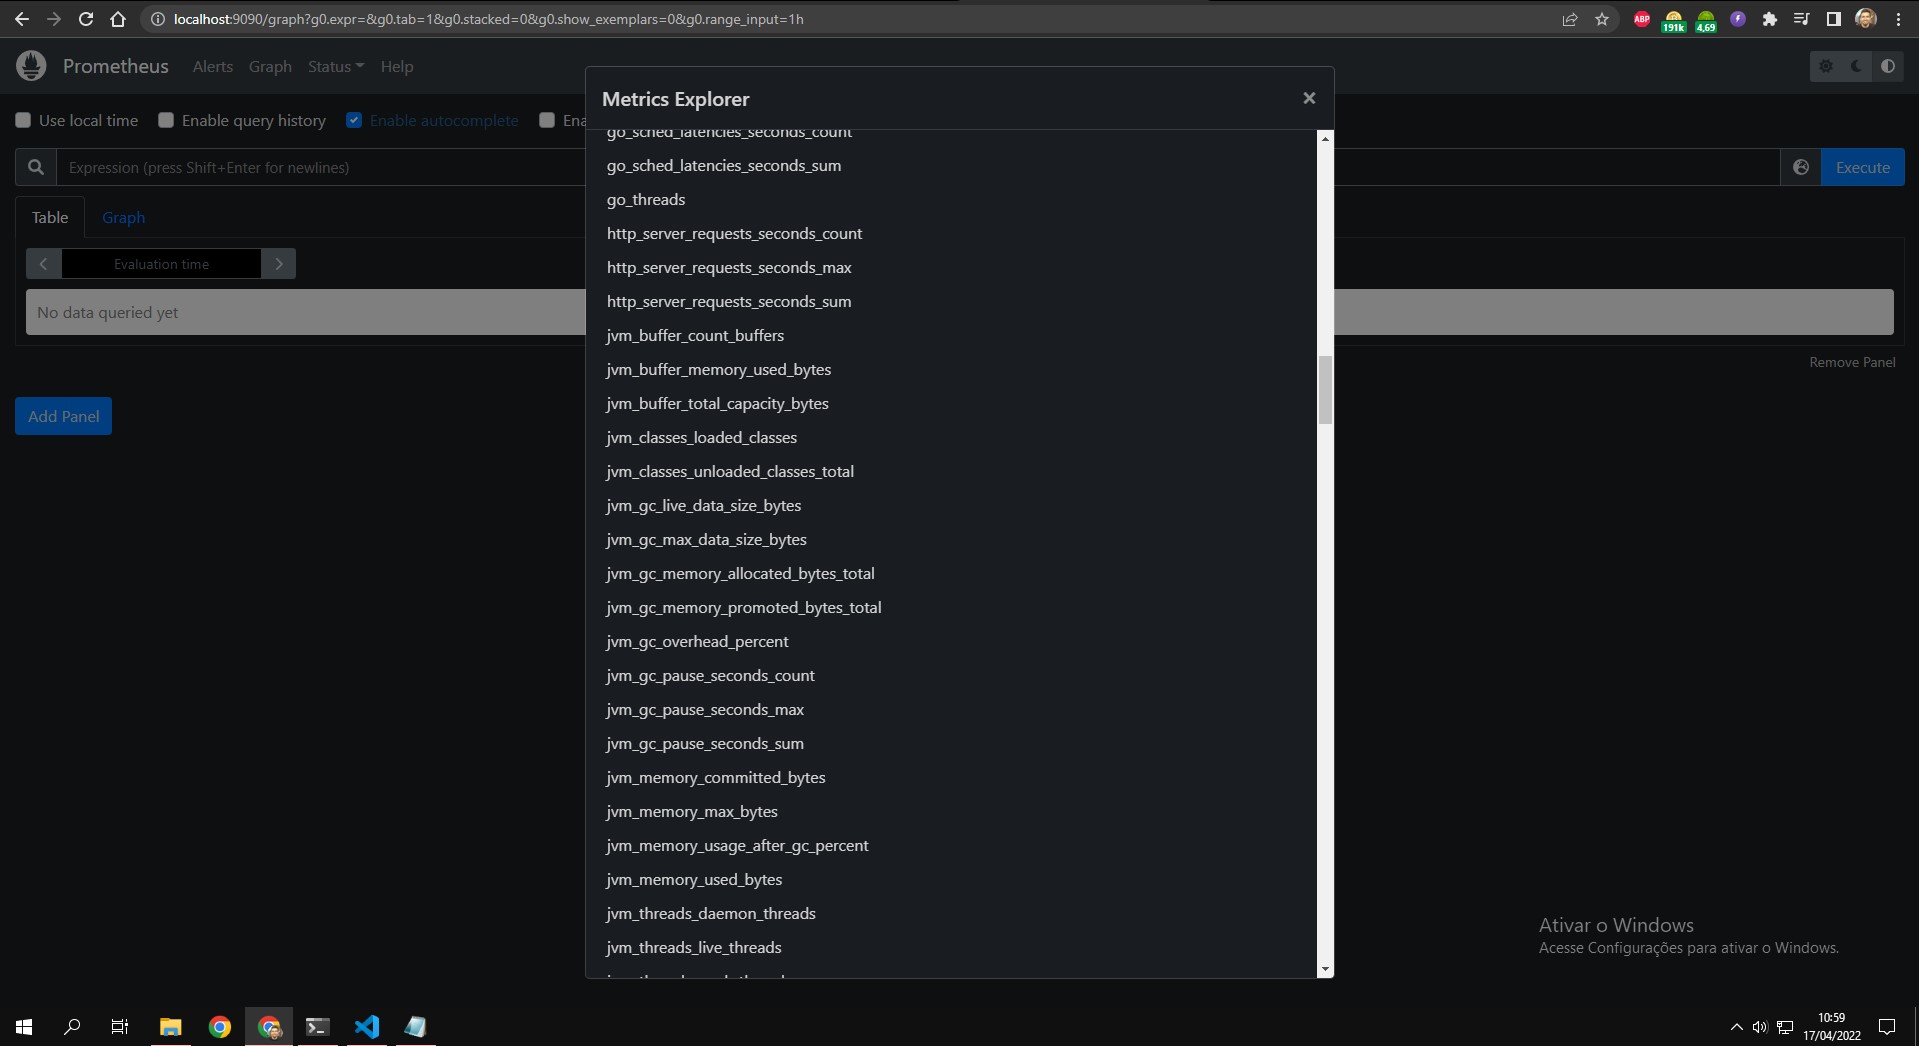 localhost:9090/graph?g0.expr=&g0.tab=1&g0.stacked=0&g0.show_exemplars=0&g0.range_input=1h
ABP
191k
4,69
Prometheus
Alerts
Graph
Status
Help
Use local time
Enable query history
Enable autocomplete
Ena
Expression (press Shift+Enter for newlines)
Execute
Table
Graph
Evaluation time
No data queried yet
Remove Panel
Add Panel
Metrics Explorer
×
go_sched_latencies_seconds_count
go_sched_latencies_seconds_sum
go_threads
http_server_requests_seconds_count
http_server_requests_seconds_max
http_server_requests_seconds_sum
jvm_buffer_count_buffers
jvm_buffer_memory_used_bytes
jvm_buffer_total_capacity_bytes
jvm_classes_loaded_classes
jvm_classes_unloaded_classes_total
jvm_gc_live_data_size_bytes
jvm_gc_max_data_size_bytes
jvm_gc_memory_allocated_bytes_total
jvm_gc_memory_promoted_bytes_total
jvm_gc_overhead_percent
jvm_gc_pause_seconds_count
jvm_gc_pause_seconds_max
jvm_gc_pause_seconds_sum
jvm_memory_committed_bytes
jvm_memory_max_bytes
jvm_memory_usage_after_gc_percent
jvm_memory_used_bytes
jvm_threads_daemon_threads
jvm_threads_live_threads
Ativar o Windows
Acesse Configurações para ativar o Windows.
10:59
17/04/2022